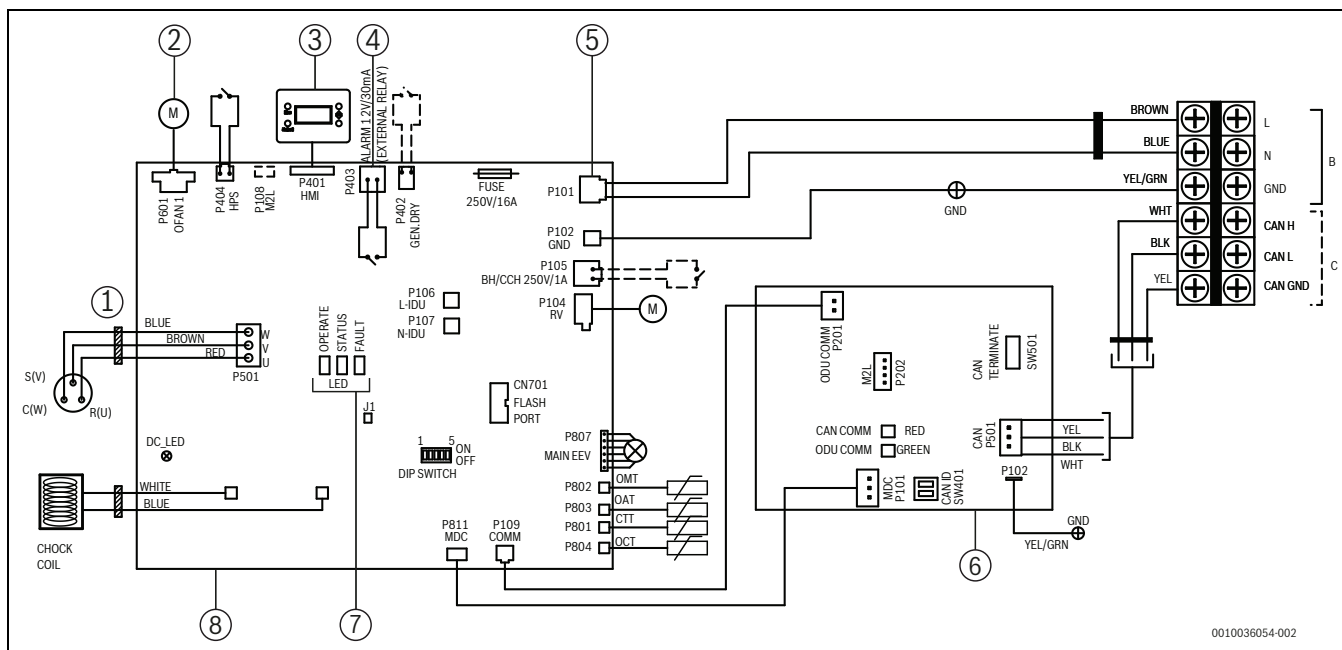 2
3
4
5
M
ALARM 1 2V/30mA
(EXTERNAL RELAY)
P601
OFAN 1
P404
HPS
P108
M2L
P401
HMI
P403
P402
GEN.DRY
FUSE
250V/16A
P101
P102
GND
P105
BH/CCH 250V/1A
P104
RV
M
BROWN
BLUE
YEL/GRN
GND
WHT
BLK
YEL
L
N
GND
CAN H
CAN L
CAN GND
B
C
1
BLUE
BROWN
RED
W
V
U
P501
S(V)
C(W)
R(U)
P106
L-IDU
P107
N-IDU
OPERATE
STATUS
FAULT
LED
J1
CN701
FLASH
PORT
DC_LED
1 5
ON
OFF
DIP SWITCH
P807
MAIN EEV
WHITE
BLUE
CHOCK
COIL
P802
OMT
P803
OAT
P801
CTT
P804
OCT
P811
MDC
P109
COMM
ODU COMM
P201
M2L
P202
CAN
TERMINATE
SW501
CAN COMM
RED
ODU COMM
GREEN
CAN
P501
YEL
BLK
WHT
MDC
P101
CAN ID
SW401
P102
GND
YEL/GRN
6
7
8
0010036054-002